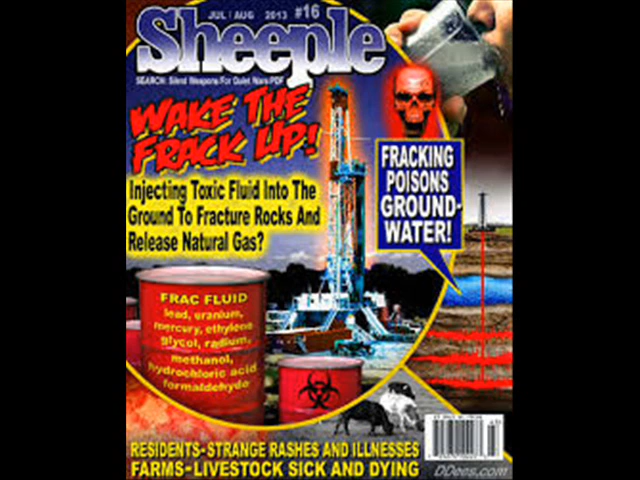 JUL / AUG 2013 #16
Sheeple
SEARCH: Silent Weapons For Quiet Wars PDF
WAKE THE
FRACK UP!
FRACKING
POISONS
GROUND-
WATER!
Injecting Toxic Fluid Into The
Ground To Fracture Rocks And
Release Natural Gas?
FRAC FLUID
lead, uranium,
mercury, ethylene
glycol, radium,
methanol,
hydrochloric acid
formaldehyde
RESIDENTS-STRANGE RASHES AND ILLNESSES
FARMS-LIVESTOCK SICK AND DYING
DDees.com